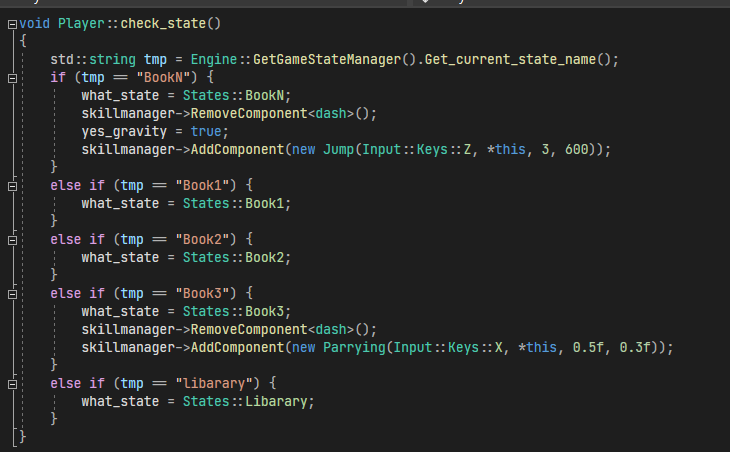 void Player::check_state()
{
    std::string tmp = Engine::GetGameStateManager().Get_current_state_name();
    if (tmp == "BookN") {
        what_state = States::BookN;
        skillmanager->RemoveComponent<dash>();
        yes_gravity = true;
        skillmanager->AddComponent(new Jump(Input::Keys::Z, *this, 3, 600));
    }
    else if (tmp == "Book1") {
        what_state = States::Book1;
    }
    else if (tmp == "Book2") {
        what_state = States::Book2;
    }
    else if (tmp == "Book3") {
        what_state = States::Book3;
        skillmanager->RemoveComponent<dash>();
        skillmanager->AddComponent(new Parrying(Input::Keys::X, *this, 0.5f, 0.3f));
    }
    else if (tmp == "libarary") {
        what_state = States::Libarary;
    }
}